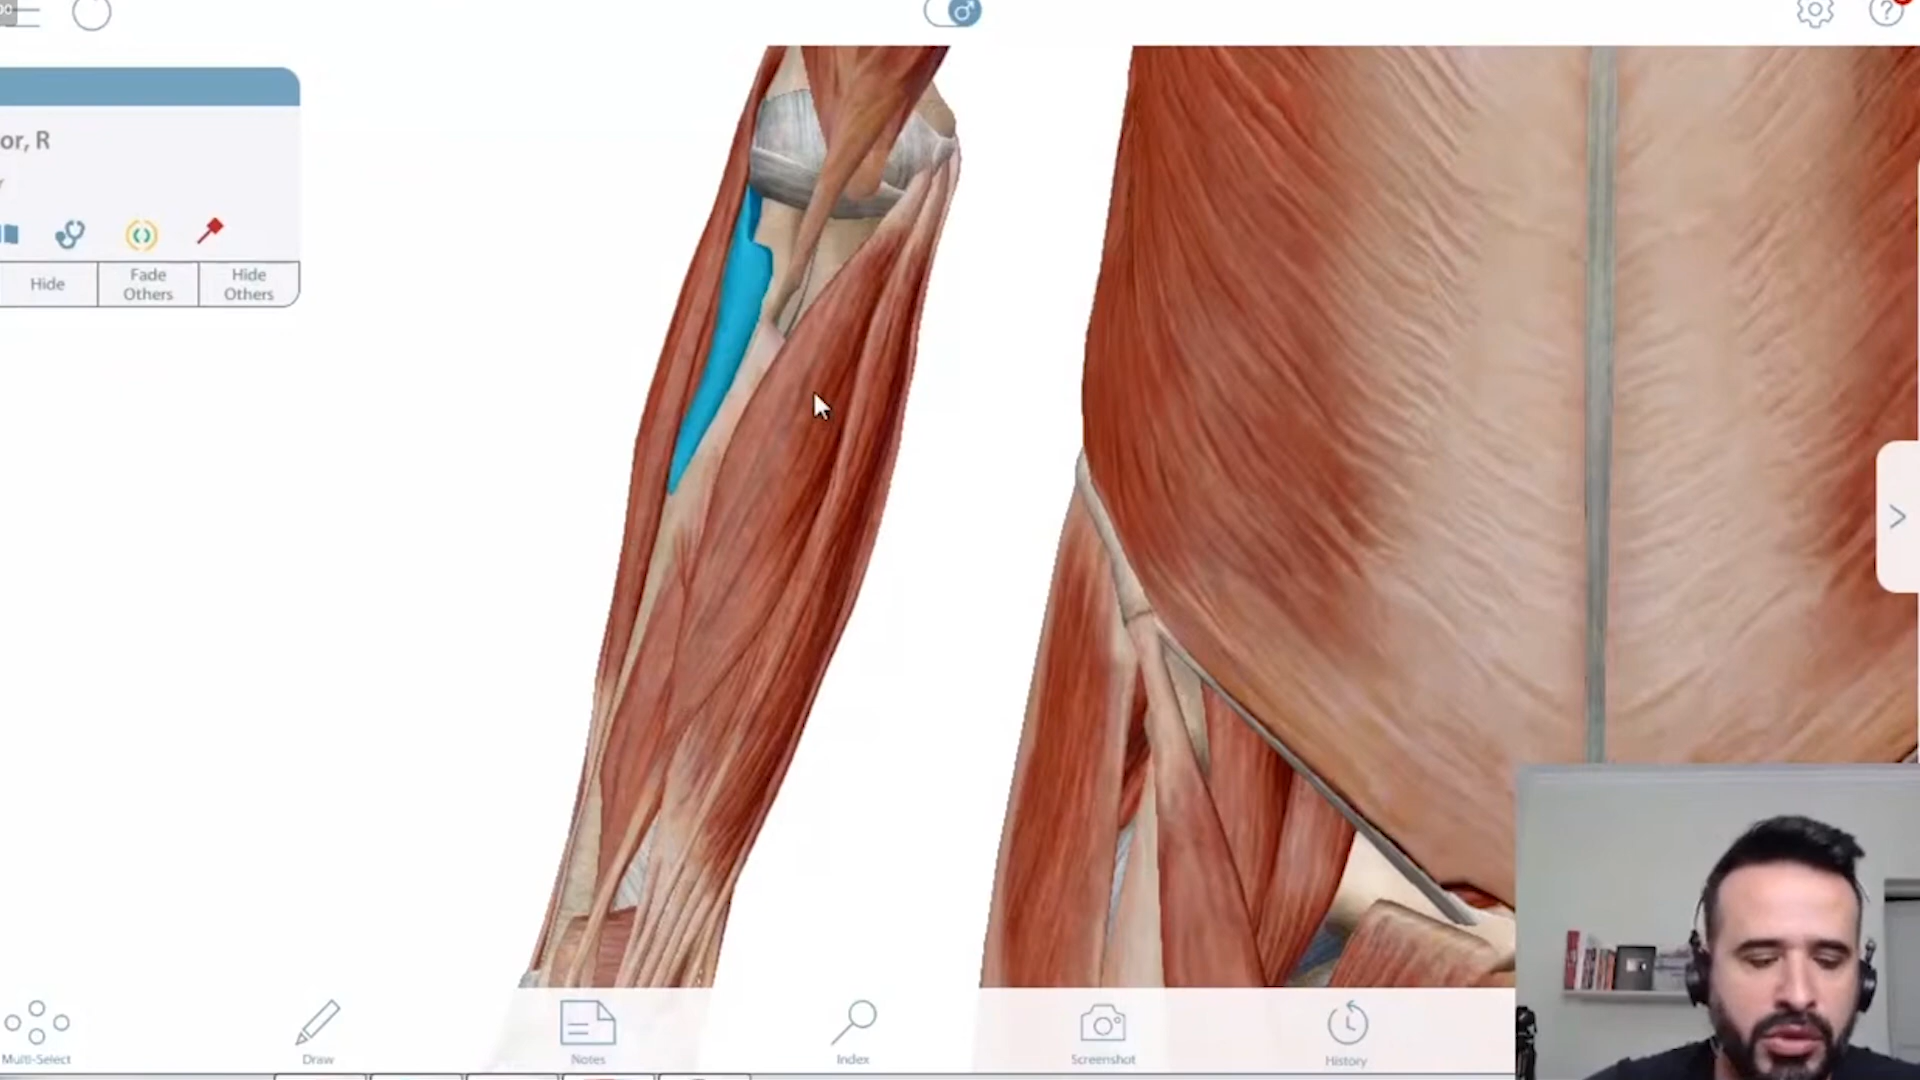 or, R
Hide
Fade
Others
Hide
Others
Multi-Select
Draw
Notes
Index
Screenshot
History